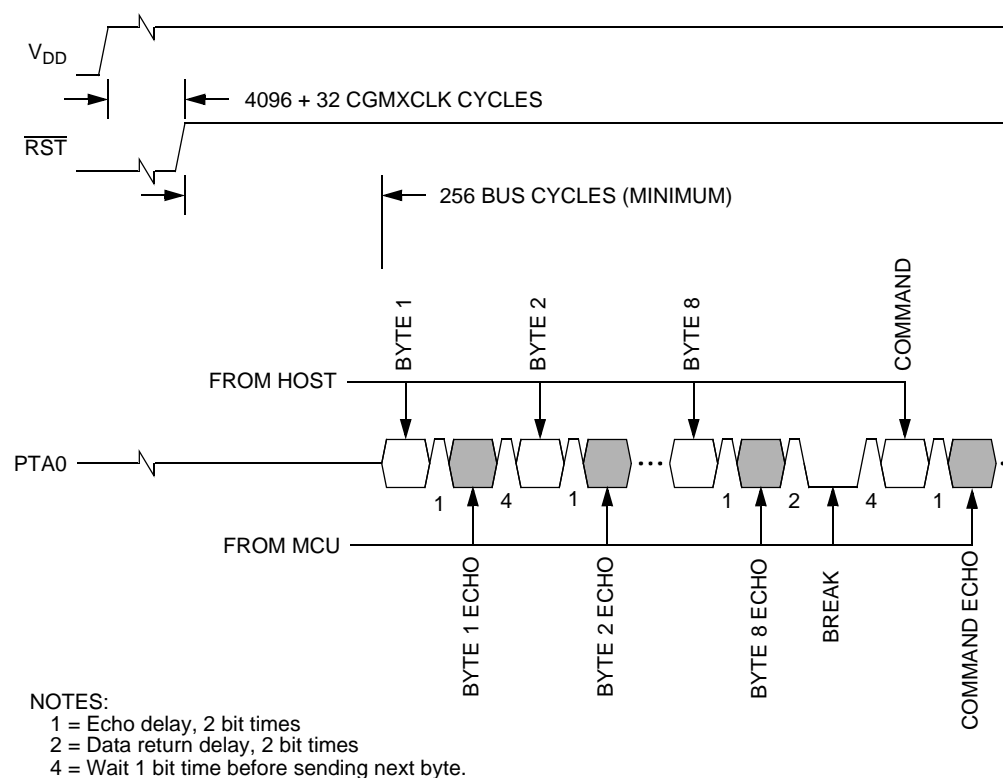 VDD
4096 + 32 CGMXCLK CYCLES
RST
256 BUS CYCLES (MINIMUM)
BYTE 1
BYTE 2
BYTE 8
COMMAND
FROM HOST
PTA0
1
4
1
1
2
4
1
FROM MCU
BYTE 1 ECHO
BYTE 2 ECHO
BYTE 8 ECHO
BREAK
COMMAND ECHO
NOTES:
1 = Echo delay, 2 bit times
2 = Data return delay, 2 bit times
4 = Wait 1 bit time before sending next byte.